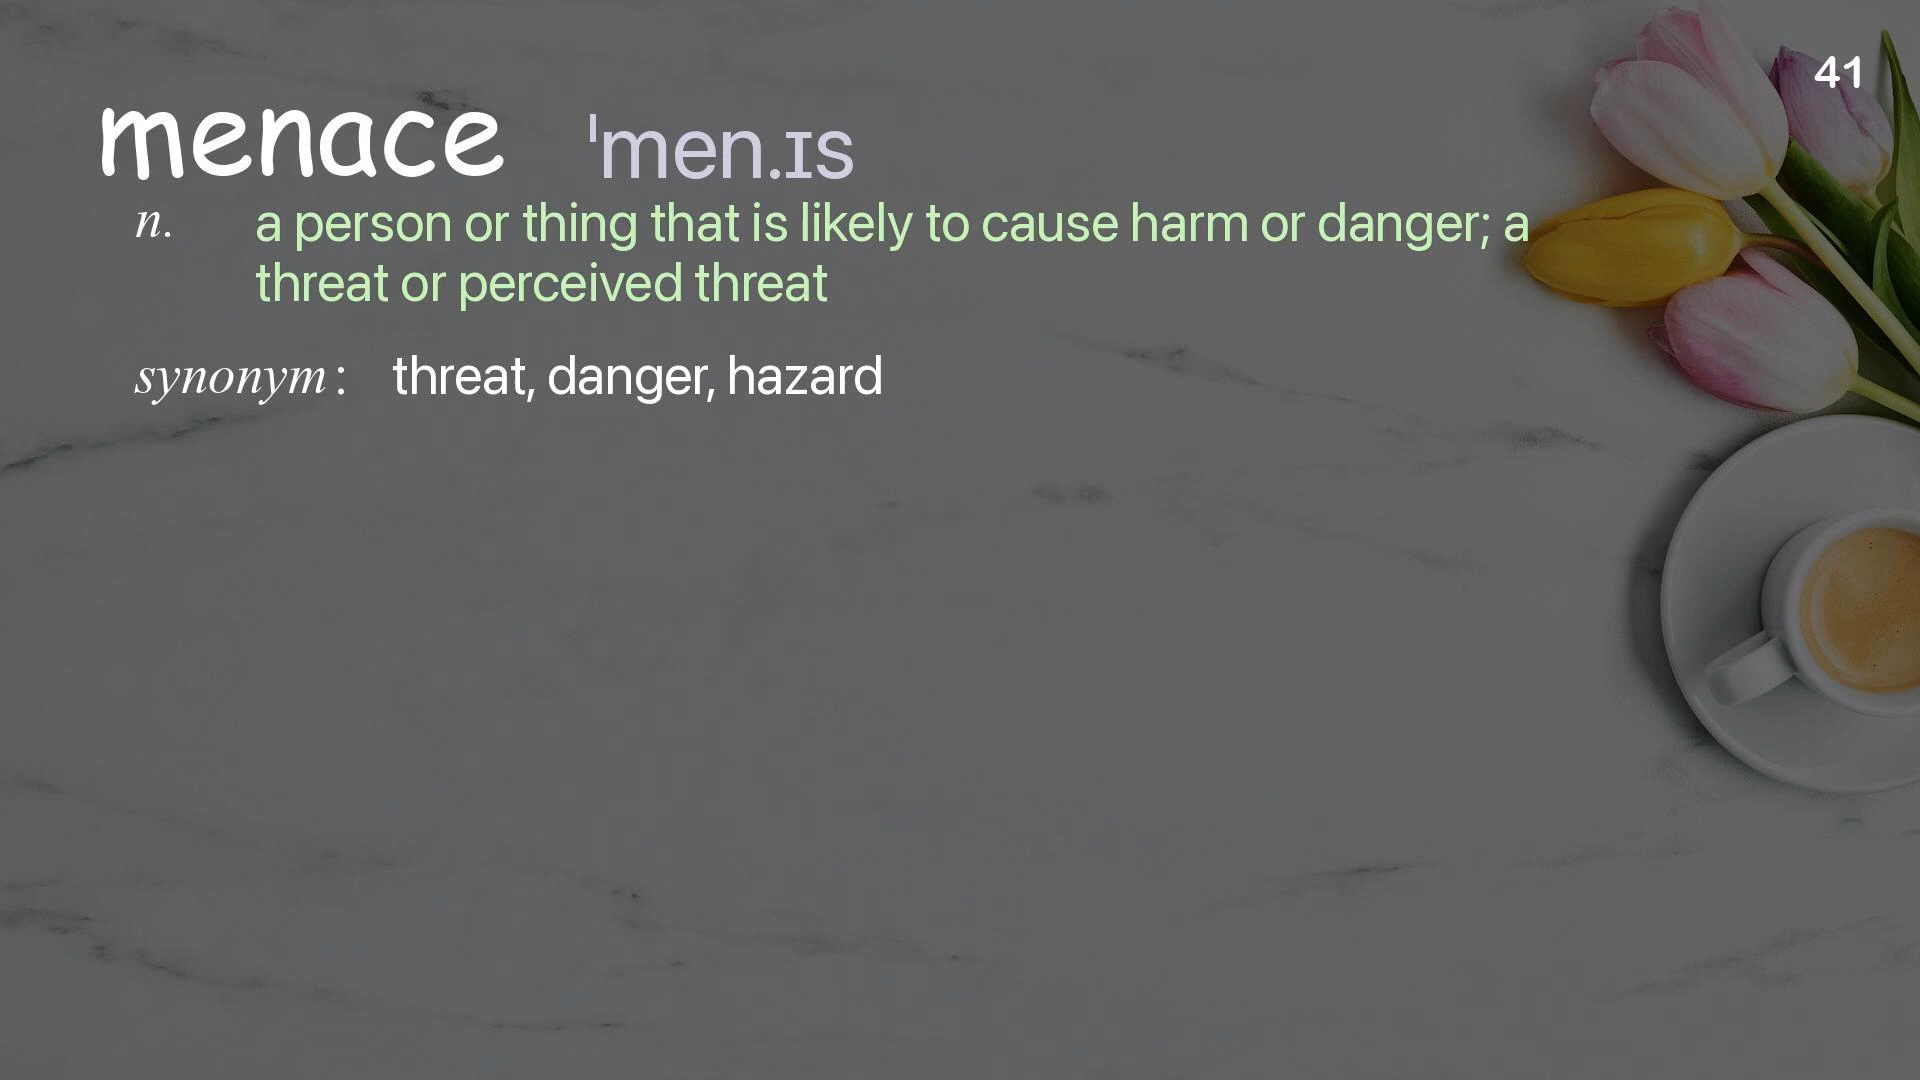 41
menace ˈmen.ɪs
n. a person or thing that is likely to cause harm or danger; a
threat or perceived threat
synonym: threat, danger, hazard